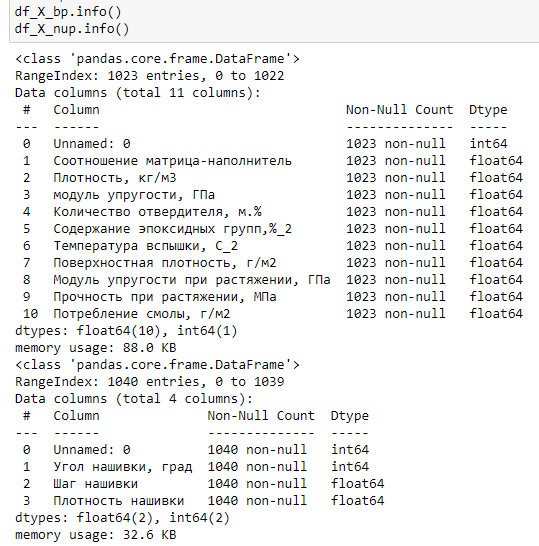 df_X_bp.info()
df_X_nup.info()
<class 'pandas.core.frame.DataFrame'>
RangeIndex: 1023 entries, 0 to 1022
Data columns (total 11 columns):
 #   Column                                Non-Null Count  Dtype
---  ------                                --------------  -----
 0   Unnamed: 0                            1023 non-null   int64
 1   Соотношение матрица-наполнитель       1023 non-null   float64
 2   Плотность, кг/м3                      1023 non-null   float64
 3   модуль упругости, ГПа                 1023 non-null   float64
 4   Количество отвердителя, м.%           1023 non-null   float64
 5   Содержание эпоксидных групп,%_2       1023 non-null   float64
 6   Температура вспышки, С_2              1023 non-null   float64
 7   Поверхностная плотность, г/м2         1023 non-null   float64
 8   Модуль упругости при растяжении, ГПа  1023 non-null   float64
 9   Прочность при растяжении, МПа         1023 non-null   float64
 10  Потребление смолы, г/м2               1023 non-null   float64
dtypes: float64(10), int64(1)
memory usage: 88.0 KB
<class 'pandas.core.frame.DataFrame'>
RangeIndex: 1040 entries, 0 to 1039
Data columns (total 4 columns):
 #   Column             Non-Null Count  Dtype
---  ------             --------------  -----
 0   Unnamed: 0         1040 non-null   int64
 1   Угол нашивки, град  1040 non-null   int64
 2   Шаг нашивки        1040 non-null   float64
 3   Плотность нашивки  1040 non-null   float64
dtypes: float64(2), int64(2)
memory usage: 32.6 KB